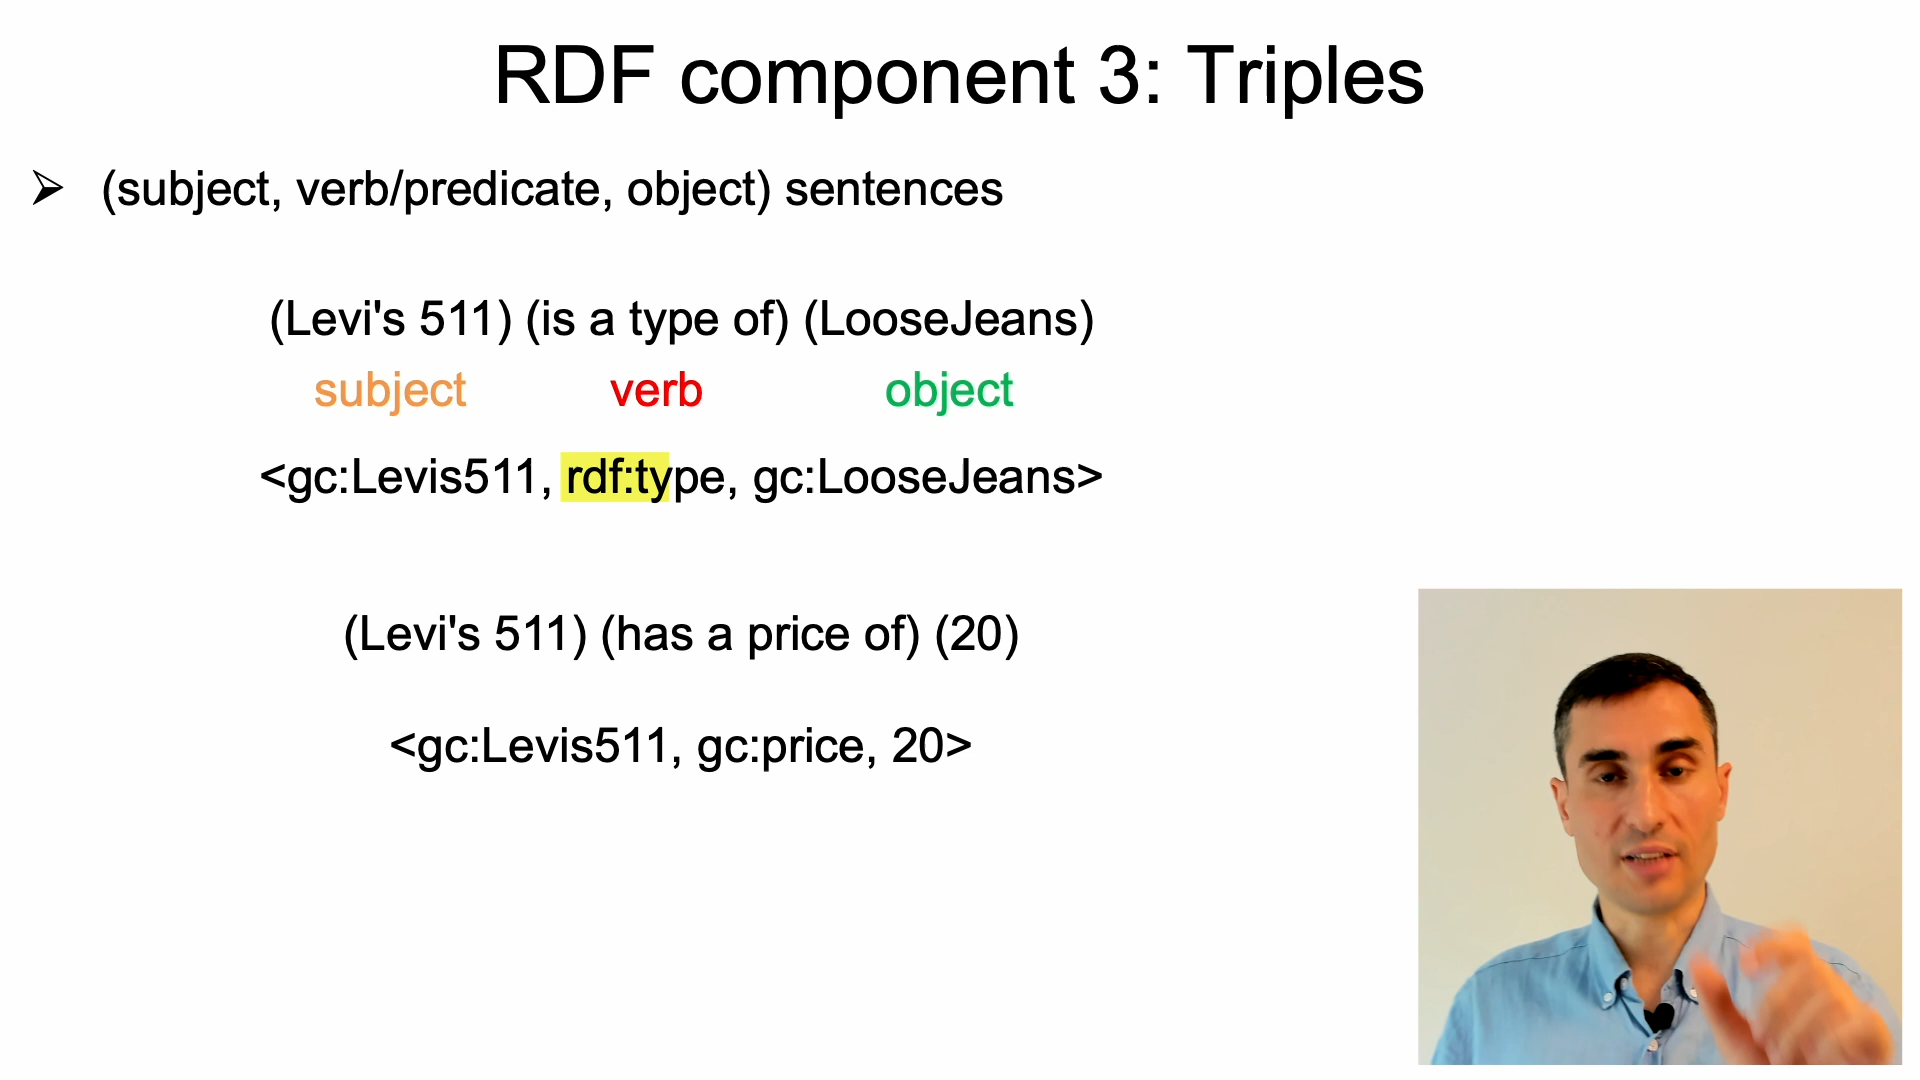 RDF component 3: Triples
➢ (subject, verb/predicate, object) sentences
(Levi's 511) (is a type of) (LooseJeans)
subject verb object
<gc:Levis511, rdf:type, gc:LooseJeans>
(Levi's 511) (has a price of) (20)
<gc:Levis511, gc:price, 20>